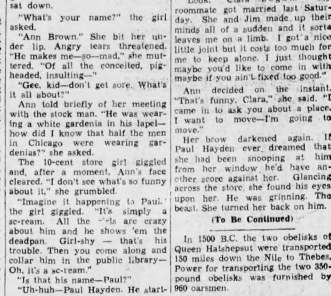 sat down.
"What's your name?" the girl
asked.
"Ann Brown." She bit her un-
der lip. Angry tears threatened.
"He makes me—so—mad," she mut-
tered. "Of all the conceited, pig-
headed, insulting—"
"Gee, kid—don't get sore. What's
it all about?"
Ann told briefly of her meeting
with the stock man. "He was wear-
ing a white gardenia in his lapel—
how did I know that half the men
in Chicago were wearing gar-
denias?" she asked.
The 10-cent store girl giggled
and, after a moment, Ann's face
cleared. "I don't see what's so funny
about it," she grumbled.
"Imagine it happening to Paul,"
the girl giggled. "It's simply a
sc-ream. All the are crazy
about him and he shows 'em the
deadpan. Girl-shy — that's his
trouble. Then you come along and
collar him in the public library—
Oh, it's a sc-team."
"Is that his name—Paul?"
"Uh-huh—Paul Hayden. He start-
roommate got married last Satur-
day. She and Jim made up their
minds all of a sudden and it sorta
leaves me on a limb. I got a nice
little joint but it costs too much for
me to keep alone. I just thought
maybe you'd like to come in with
maybe if you ain't fixed too good."
Ann decided on the instant.
"That's funny, Clara," she said. "I
came in to ask you about a place.
I want to move—I'm going to
move."
Her brow darkened again. If
Paul Hayden ever dreamed that
she had been snooping at him
from her window he'd have an-
other goose against her. Glancing
across the store, she found his eyes
upon her. He was grinning. The
beast. She turned her back on him.
(To Be Continued)
In 1500 B.C. the two obelisks of
Queen Hatshepsut were transported
150 miles down the Nile to Thebes.
Power for transporting the two 350-
pound obelisks was furnished by
960 oarsmen.